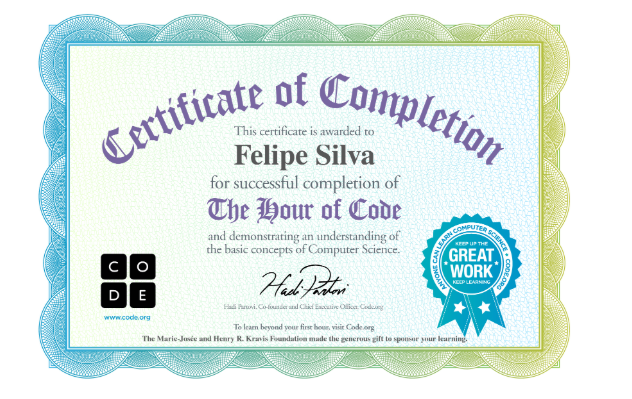 Certificate of Completion
This certificate is awarded to
Felipe Silva
for successful completion of
The Hour of Code
and demonstrating an understanding of
the basic concepts of Computer Science.
C O
D E
www.code.org
Hadi Partovi
Hadi Partovi, Co-founder and Chief Executive Officer, Code.org
ANYONE CAN LEARN COMPUTER SCIENCE • CODE.ORG •
KEEP UP THE
GREAT
WORK
KEEP LEARNING
To learn beyond your first hour, visit Code.org
The Marie-Josée and Henry R. Kravis Foundation made the generous gift to sponsor your learning.